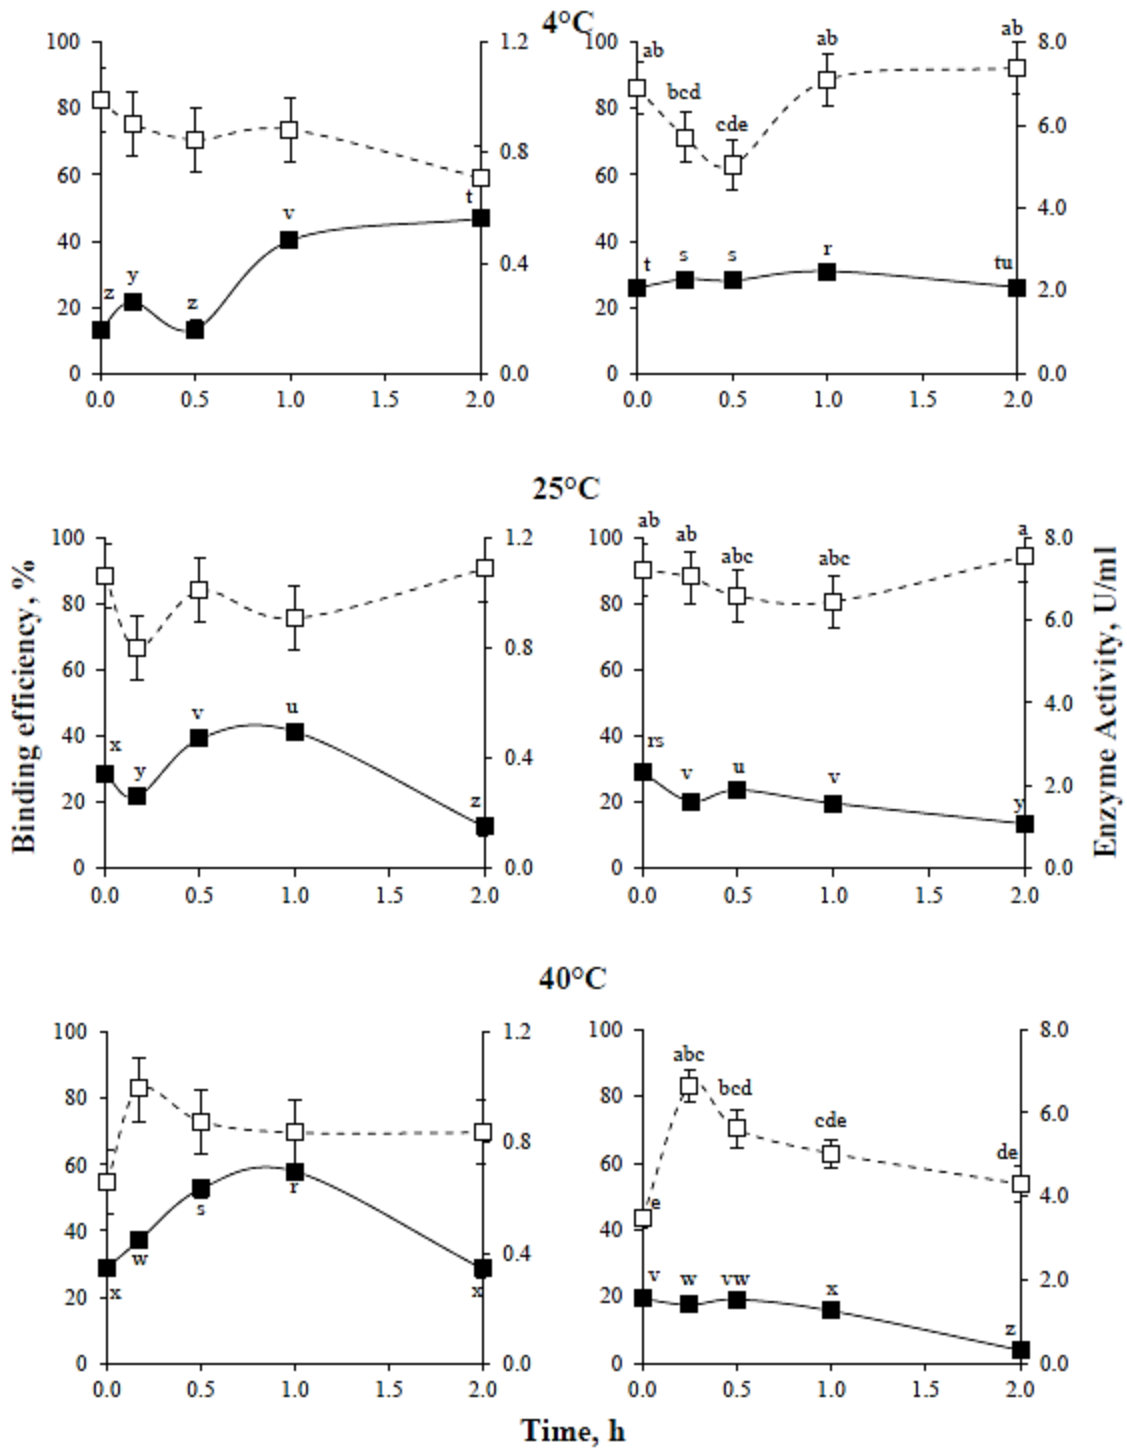 4°C
100
80
60
40
20
0
1.2
0.8
0.4
0.0
z
y
z
v
t
0.0 0.5 1.0 1.5 2.0
100
80
60
40
20
0
8.0
6.0
4.0
2.0
0.0
ab
bcd
cde
ab
ab
t
s
s
r
tu
0.0 0.5 1.0 1.5 2.0
25°C
Binding efficiency, %
100
80
60
40
20
0
1.2
0.8
0.4
0.0
x
y
v
u
z
0.0 0.5 1.0 1.5 2.0
100
80
60
40
20
0
8.0
6.0
4.0
2.0
0.0
ab
ab
abc
abc
a
rs
v
u
v
y
0.0 0.5 1.0 1.5 2.0
Enzyme Activity, U/ml
40°C
100
80
60
40
20
0
1.2
0.8
0.4
0.0
x
w
s
r
x
0.0 0.5 1.0 1.5 2.0
100
80
60
40
20
0
8.0
6.0
4.0
2.0
0.0
e
abc
bcd
cde
de
v
w
vw
x
z
0.0 0.5 1.0 1.5 2.0
Time, h